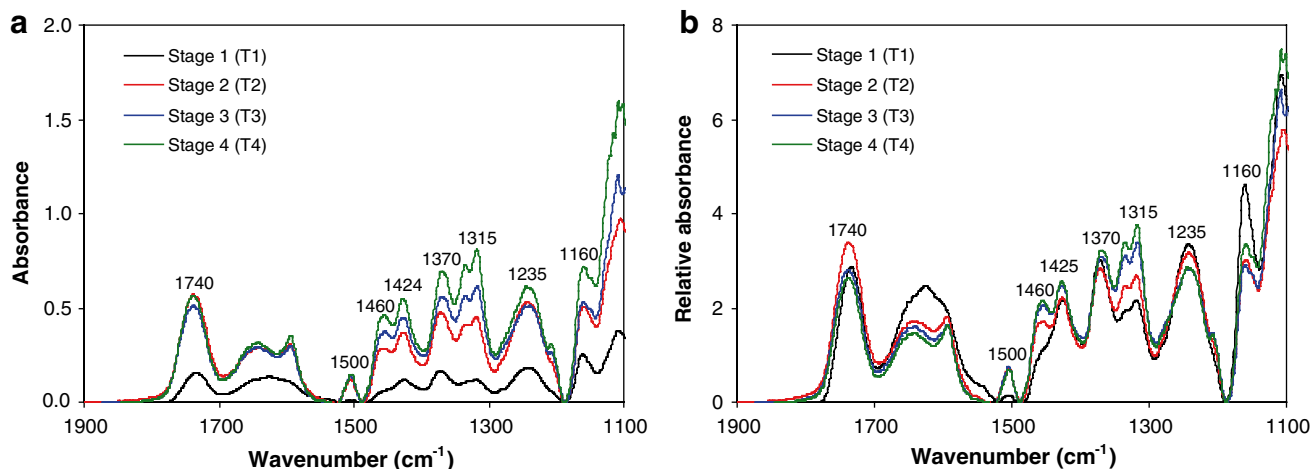 a
2.0
1.5
1.0
0.5
0.0
Absorbance
Stage 1 (T1)
Stage 2 (T2)
Stage 3 (T3)
Stage 4 (T4)
1740
1500
1460
1424
1370
1315
1235
1160
1900 1700 1500 1300 1100
Wavenumber (cm⁻¹)
b
8
6
4
2
0
Relative absorbance
Stage 1 (T1)
Stage 2 (T2)
Stage 3 (T3)
Stage 4 (T4)
1740
1500
1460
1425
1370
1315
1235
1160
1900 1700 1500 1300 1100
Wavenumber (cm⁻¹)